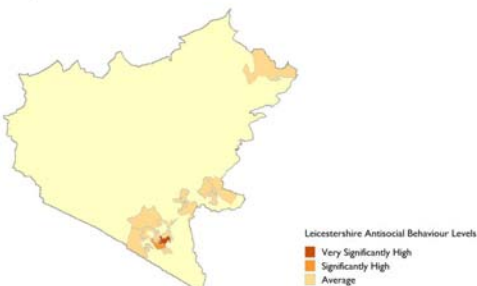 Leicestershire Antisocial Behaviour Levels
Very Significantly High
Significantly High
Average